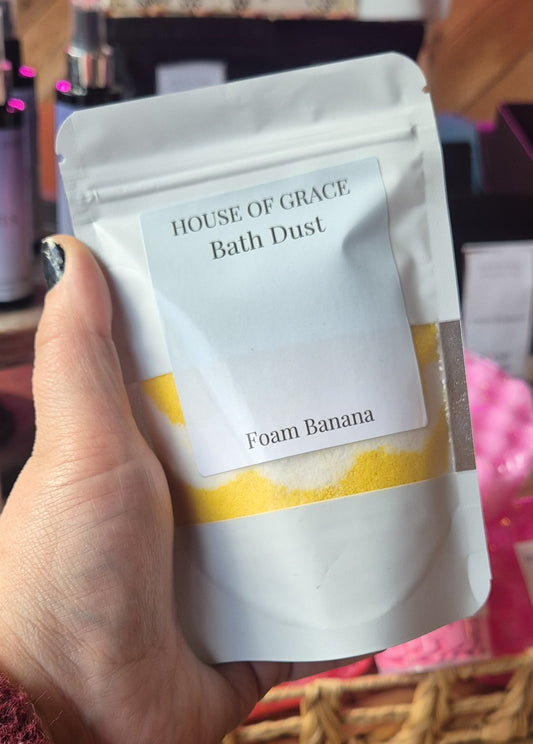 HOUSE OF GRACE
Bath Dust
Foam Banana